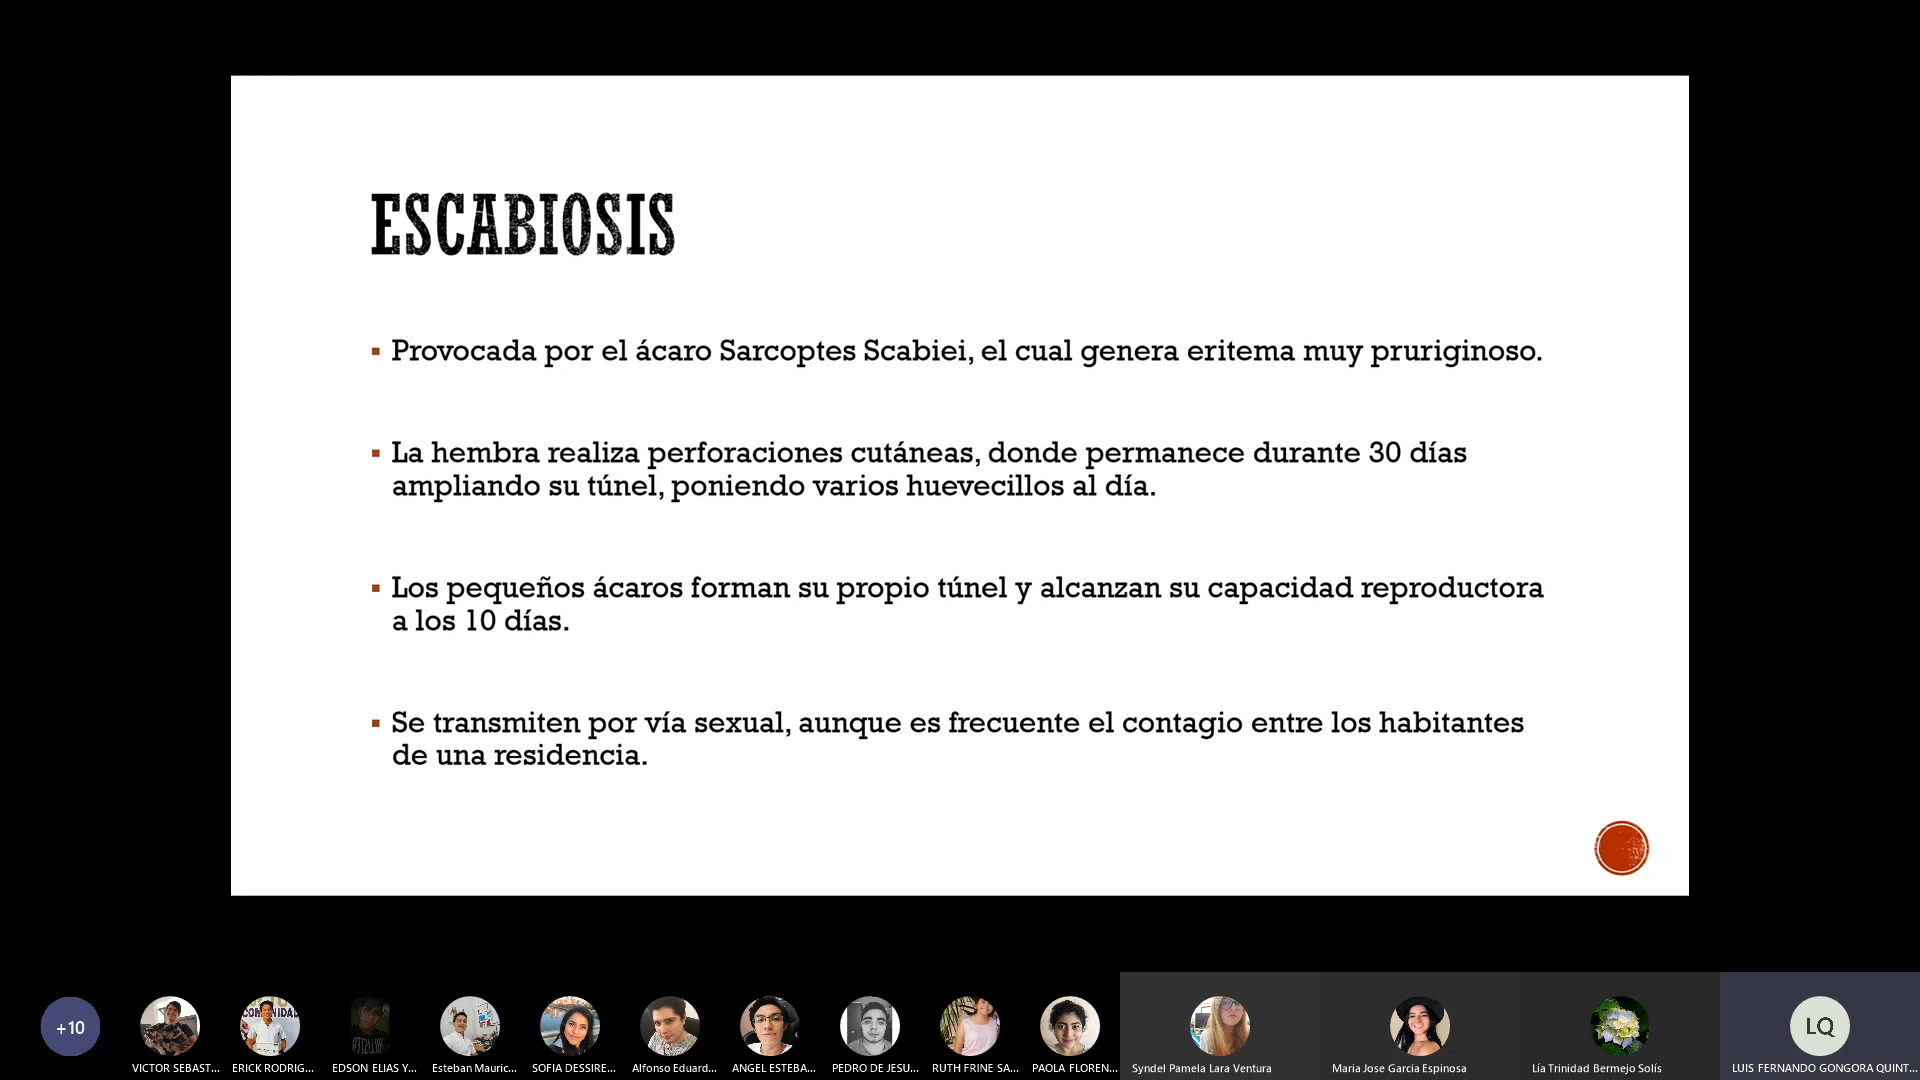 ESCABIOSIS
▪ Provocada por el ácaro Sarcoptes Scabiei, el cual genera eritema muy pruriginoso.
▪ La hembra realiza perforaciones cutáneas, donde permanece durante 30 días
ampliando su túnel, poniendo varios huevecillos al día.
▪ Los pequeños ácaros forman su propio túnel y alcanzan su capacidad reproductora
a los 10 días.
▪ Se transmiten por vía sexual, aunque es frecuente el contagio entre los habitantes
de una residencia.
+10
LQ
VICTOR SEBAST... ERICK RODRIG... EDSON ELIAS Y... Esteban Mauric... SOFIA DESSIRE... Alfonso Eduard... ANGEL ESTEBA... PEDRO DE JESU... RUTH FRINE SA... PAOLA FLOREN... Syndel Pamela Lara Ventura Maria Jose Garcia Espinosa Lía Trinidad Bermejo Solís LUIS FERNANDO GONGORA QUINT...